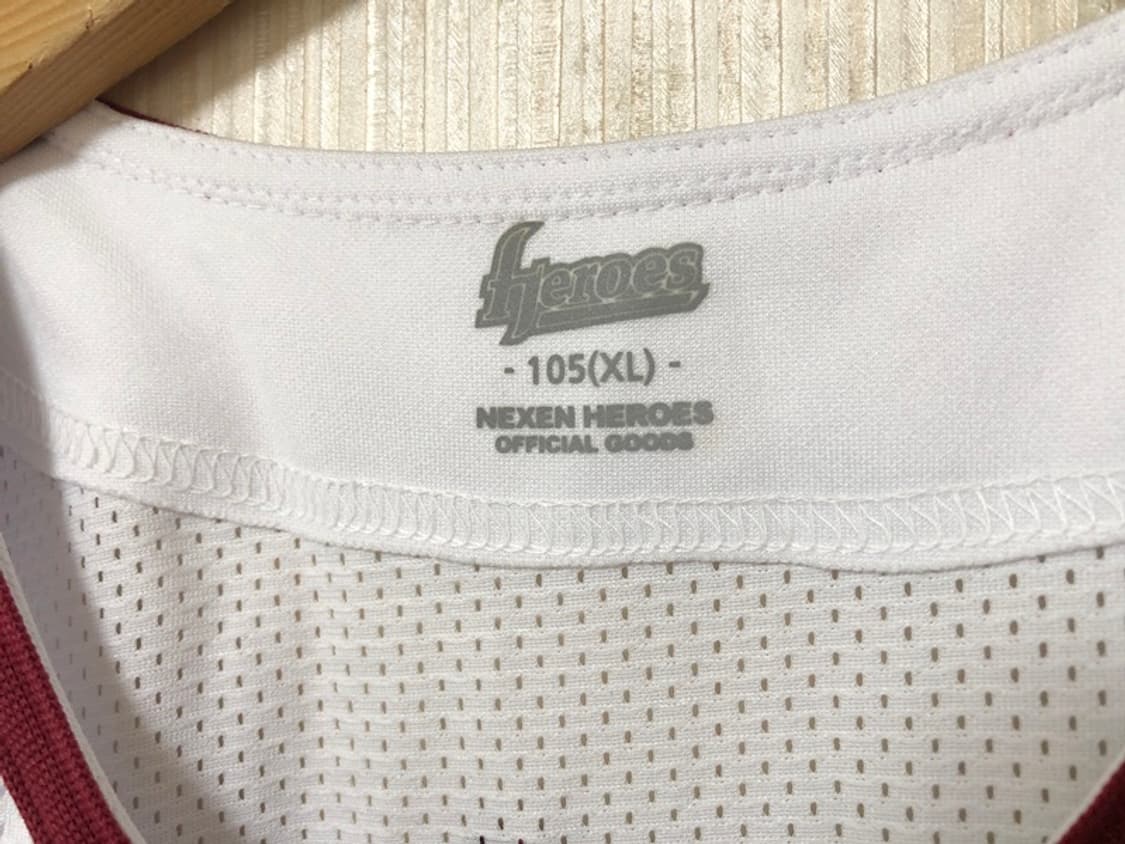 Heroes
- 105(XL) -
NEXEN HEROES
OFFICIAL GOODS